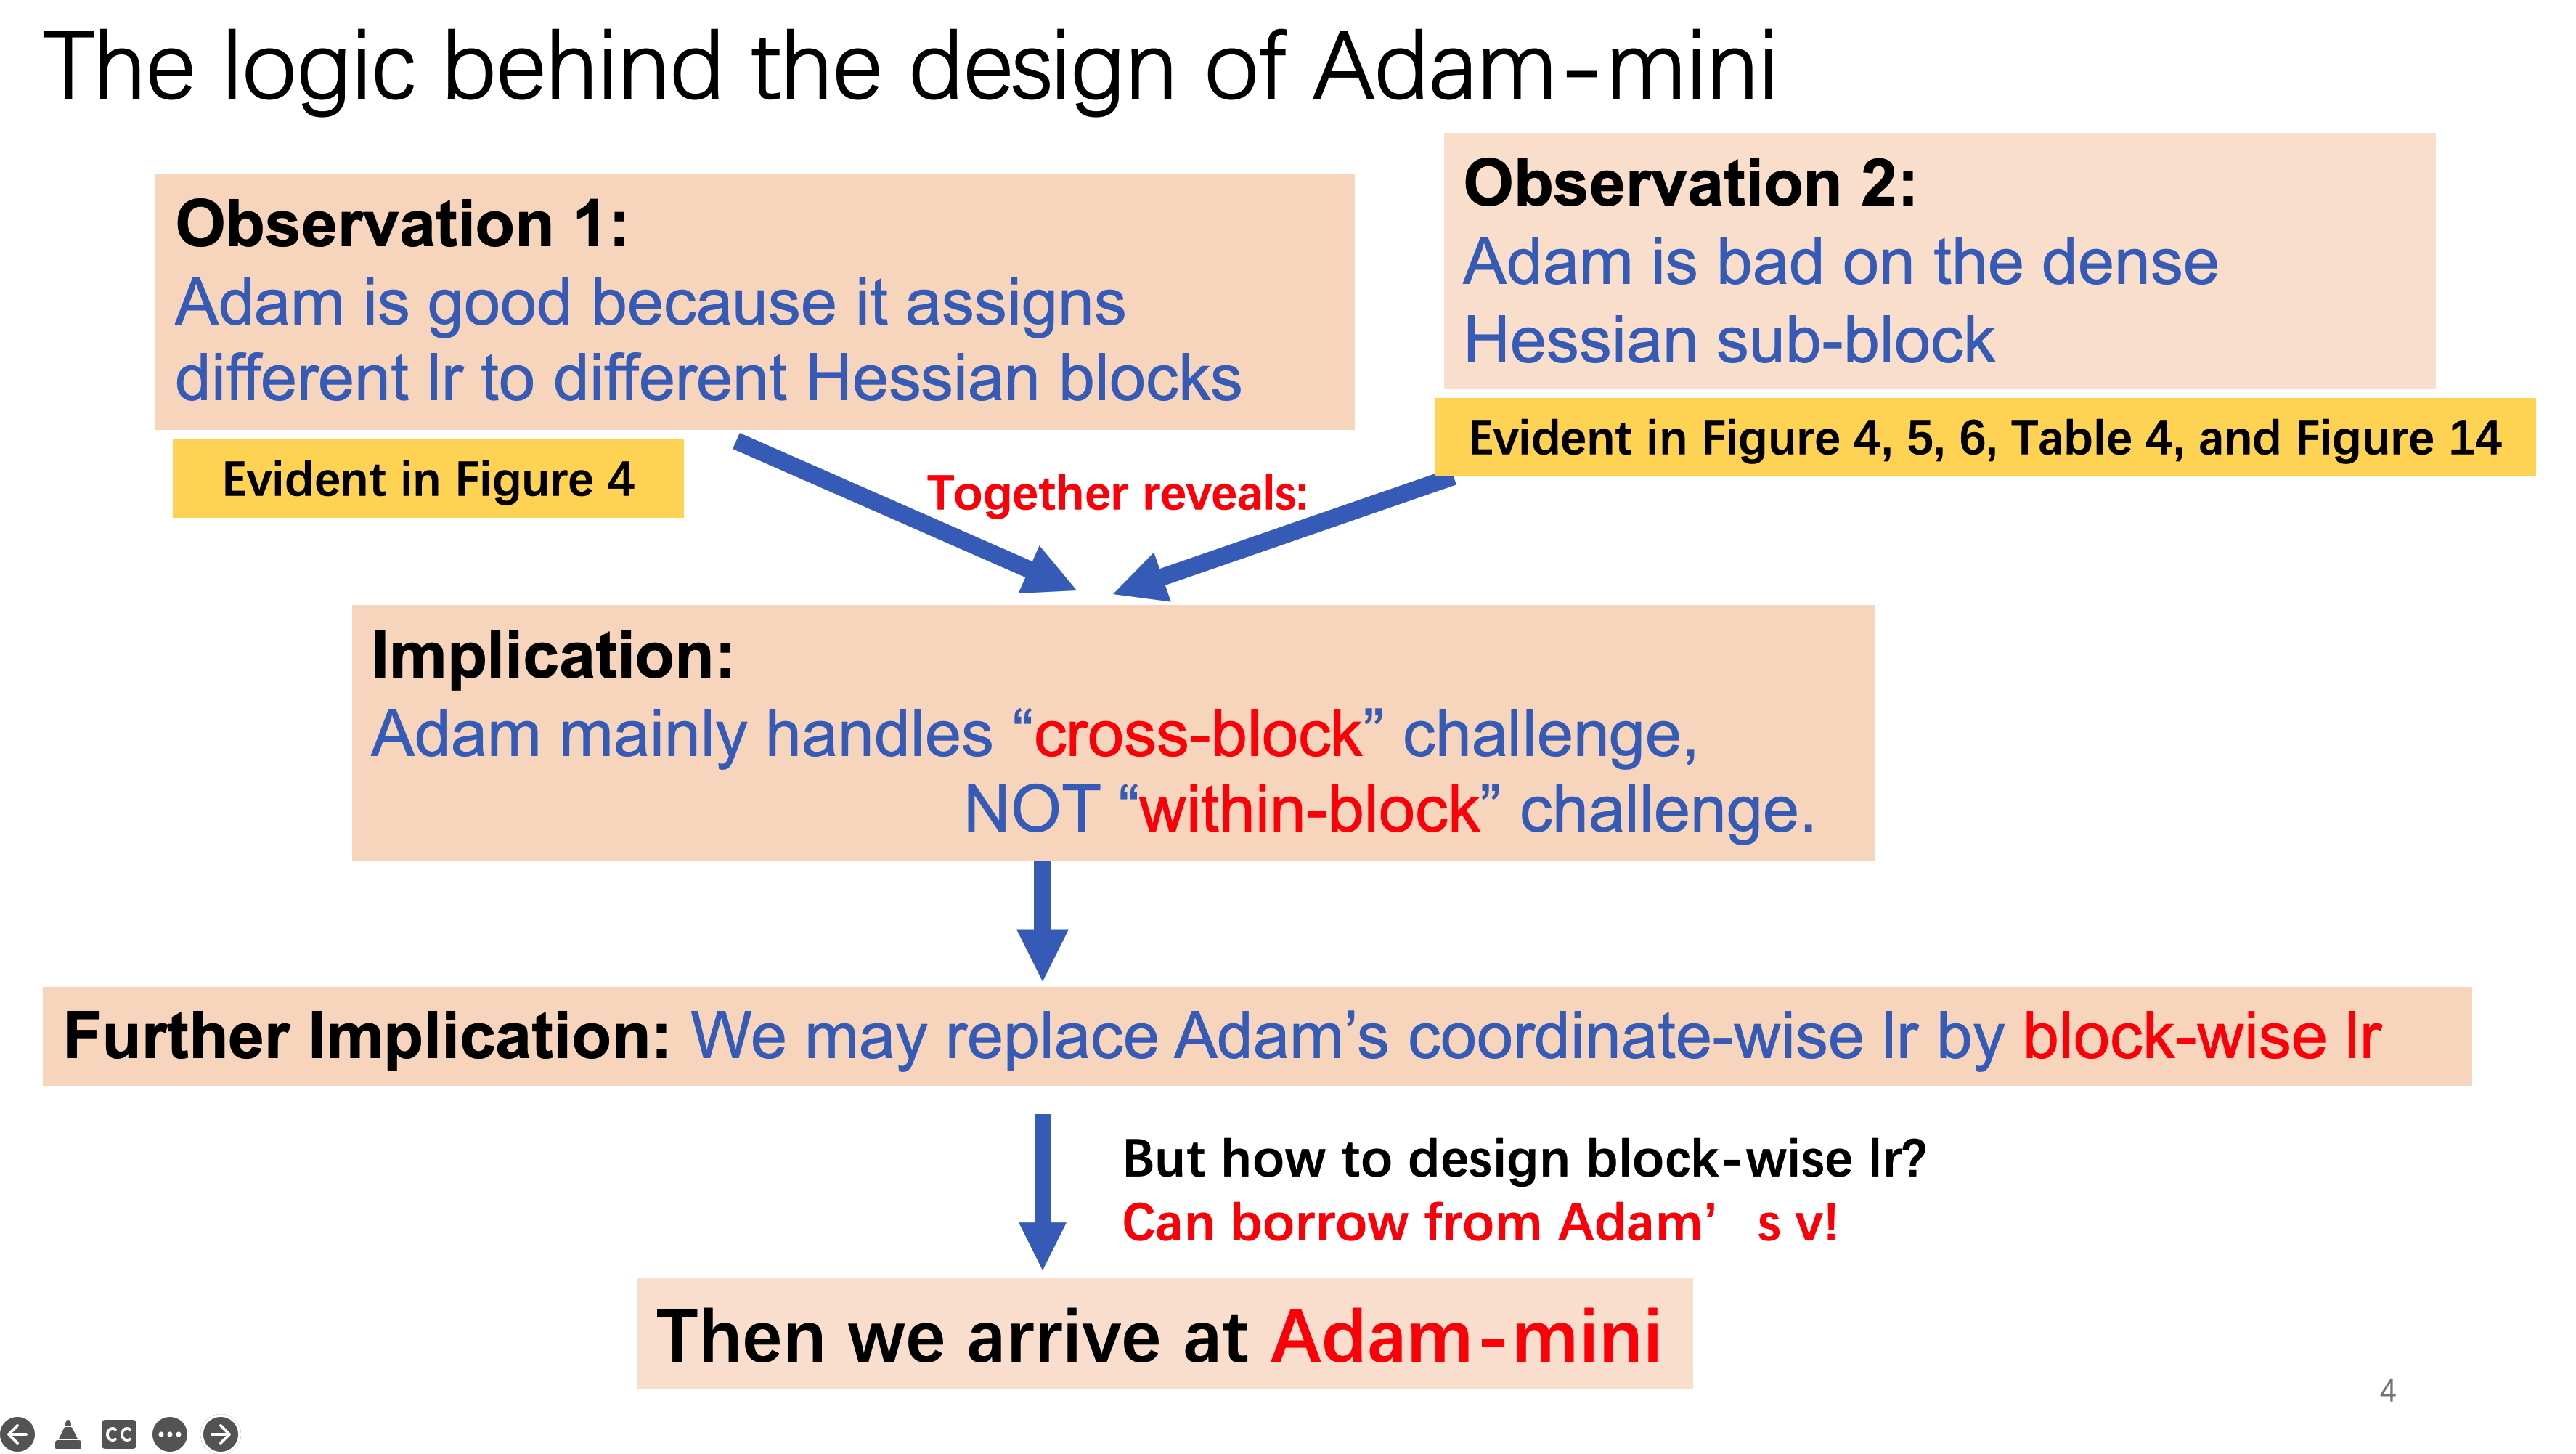 The logic behind the design of Adam-mini
Observation 1:
Adam is good because it assigns
different lr to different Hessian blocks
Evident in Figure 4
Observation 2:
Adam is bad on the dense
Hessian sub-block
Evident in Figure 4, 5, 6, Table 4, and Figure 14
Together reveals:
Implication:
Adam mainly handles “cross-block” challenge,
NOT “within-block” challenge.
Further Implication: We may replace Adam’s coordinate-wise lr by block-wise lr
But how to design block-wise lr?
Can borrow from Adam’ s v!
Then we arrive at Adam-mini
4
CC